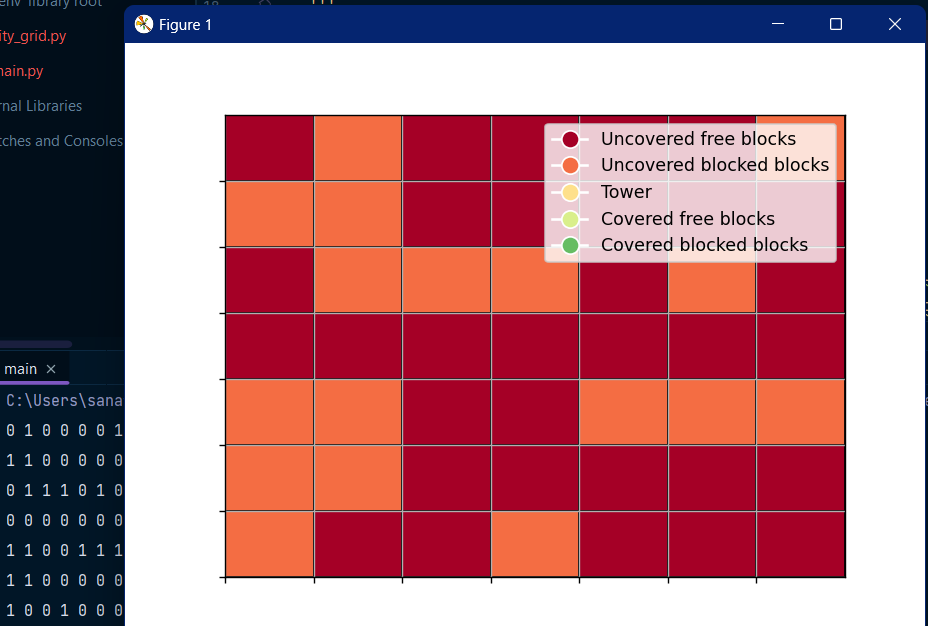 env library root
ity_grid.py
main.py
rnal Libraries
tches and Consoles
18
Figure 1
Uncovered free blocks
Uncovered blocked blocks
Tower
Covered free blocks
Covered blocked blocks
main
C:\Users\sana
0 1 0 0 0 0 1
1 1 0 0 0 0 0
0 1 1 1 0 1 0
0 0 0 0 0 0 0
1 1 0 0 1 1 1
1 1 0 0 0 0 0
1 0 0 1 0 0 0